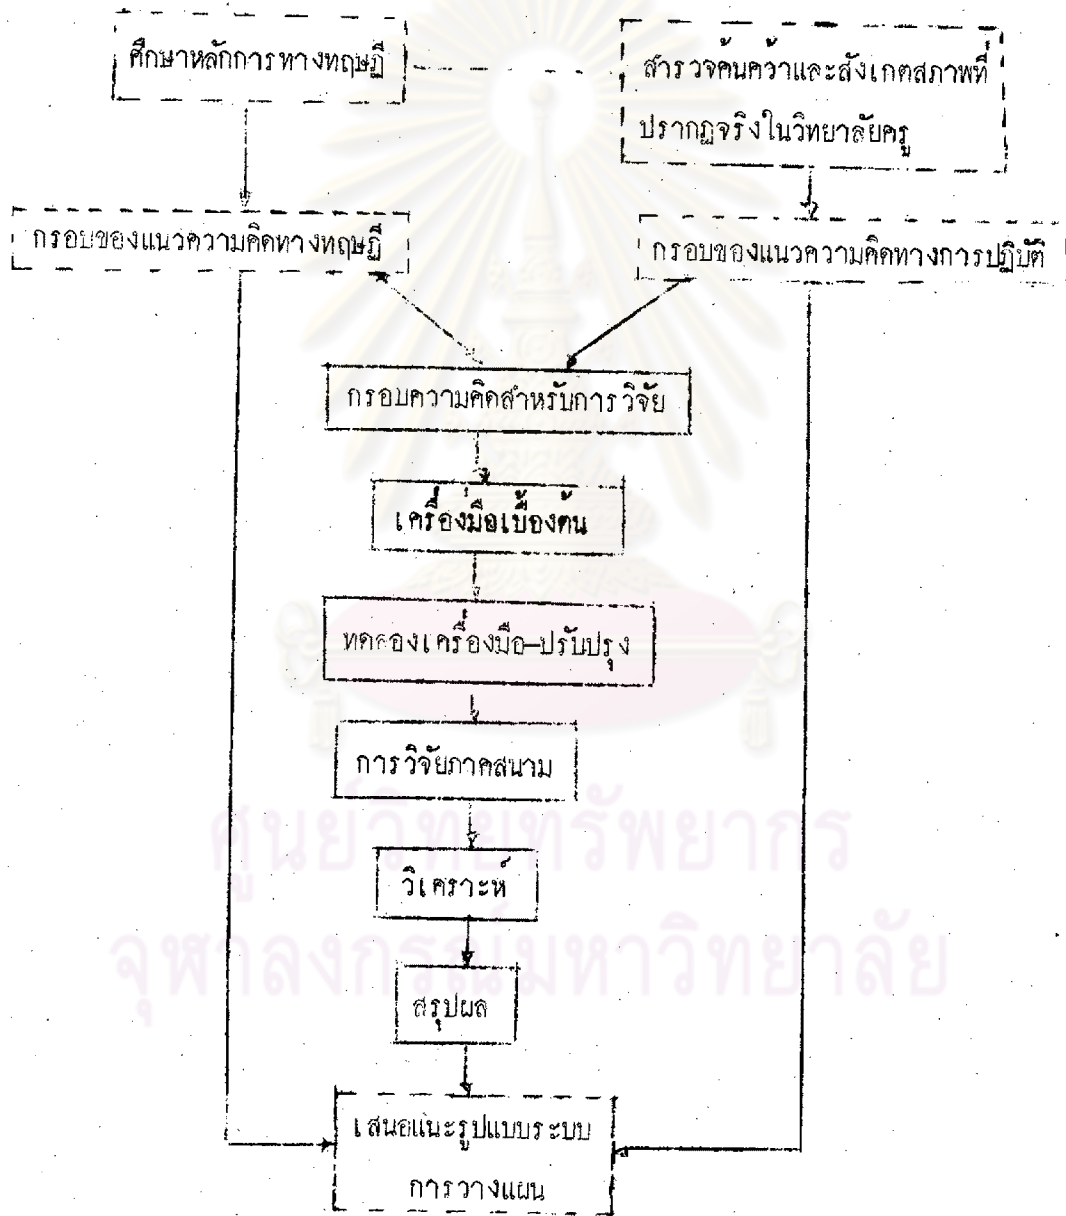 ศึกษาหลักการทางทฤษฎี
สำรวจค้นคว้าและสังเกตสภาพที่
ปรากฏจริงในวิทยาลัยครู
กรอบของแนวความคิดทางทฤษฎี
กรอบของแนวความคิดทางการปฏิบัติ
กรอบความคิดสำหรับการวิจัย
เครื่องมือเบื้องต้น
ทดลองเครื่องมือ-ปรับปรุง
การวิจัยภาคสนาม
วิเคราะห์
สรุปผล
เสนอแนะรูปแบบระบบ
การวางแผน
ศูนย์วิทยทรัพยากร
จุฬาลงกรณ์มหาวิทยาลัย